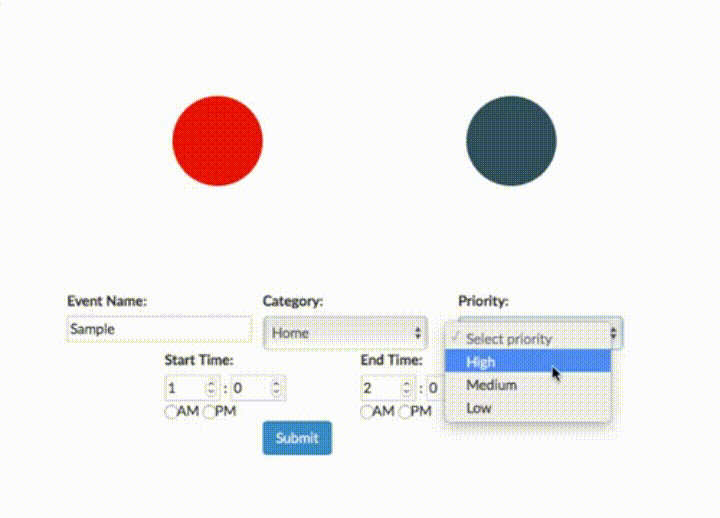 Event Name: Category: Priority:
Sample Home Select priority
Start Time: End Time: High
1 : 0 2 : 0 Medium
AM PM AM PM Low
Submit